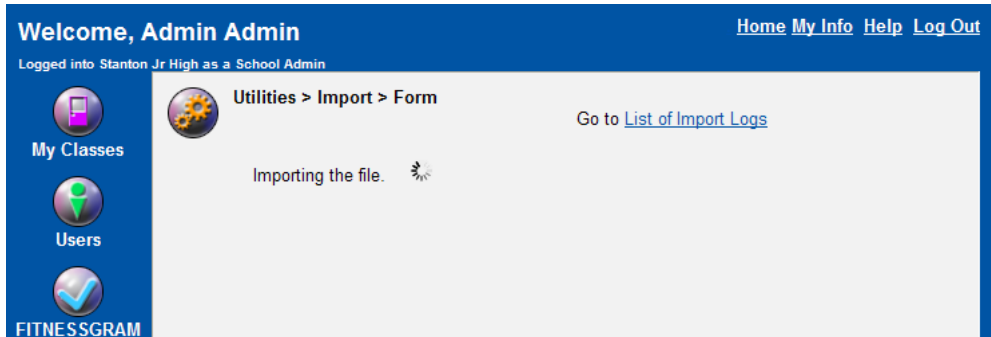 Welcome, Admin Admin
Home My Info Help Log Out
Logged into Stanton Jr High as a School Admin
Utilities > Import > Form
Go to List of Import Logs
My Classes
Importing the file.
Users
FITNESSGRAM